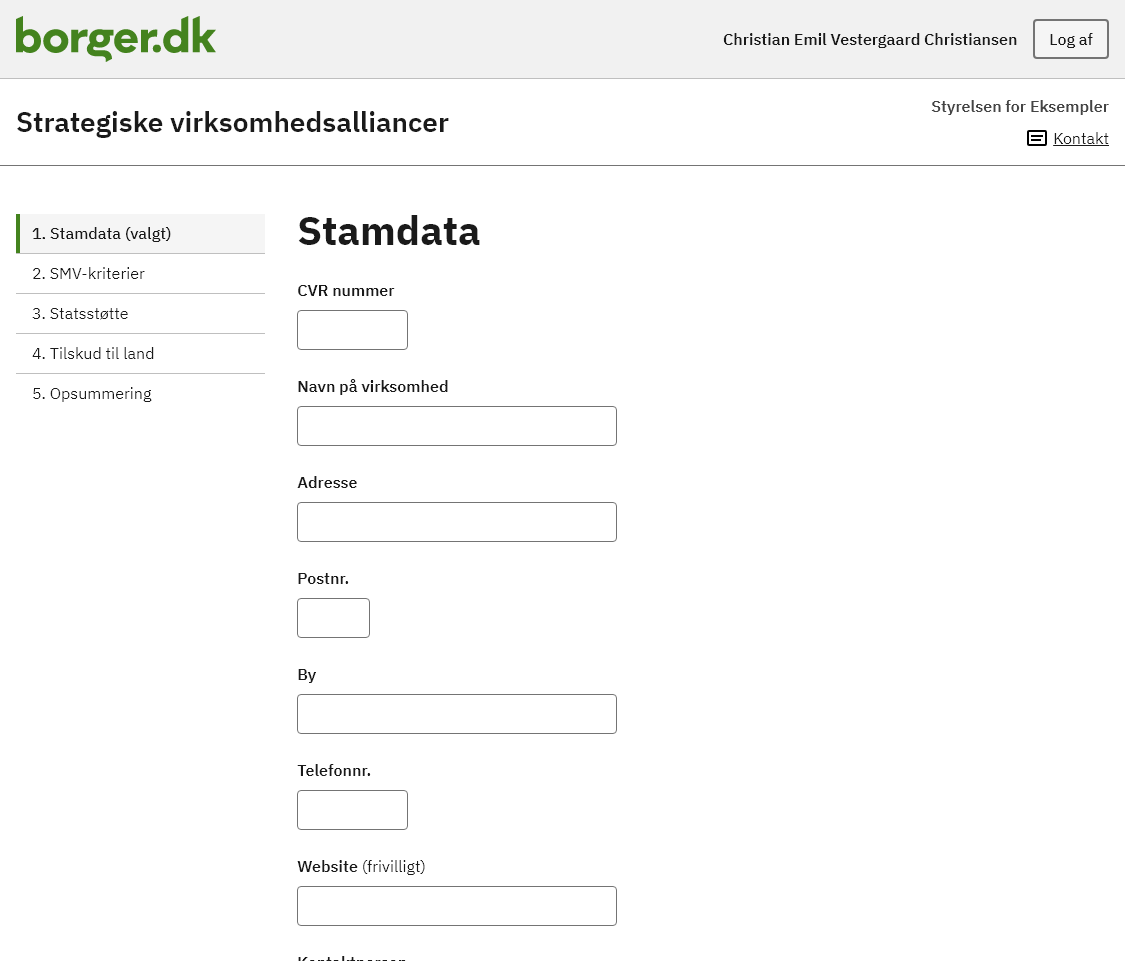 borger.dk
Christian Emil Vestergaard Christiansen
Log af
Strategiske virksomhedsalliancer
Styrelsen for Eksempler
Kontakt
1. Stamdata (valgt)
2. SMV-kriterier
3. Statsstøtte
4. Tilskud til land
5. Opsummering
Stamdata
CVR nummer
Navn på virksomhed
Adresse
Postnr.
By
Telefonnr.
Website (frivilligt)
Kontaktperson